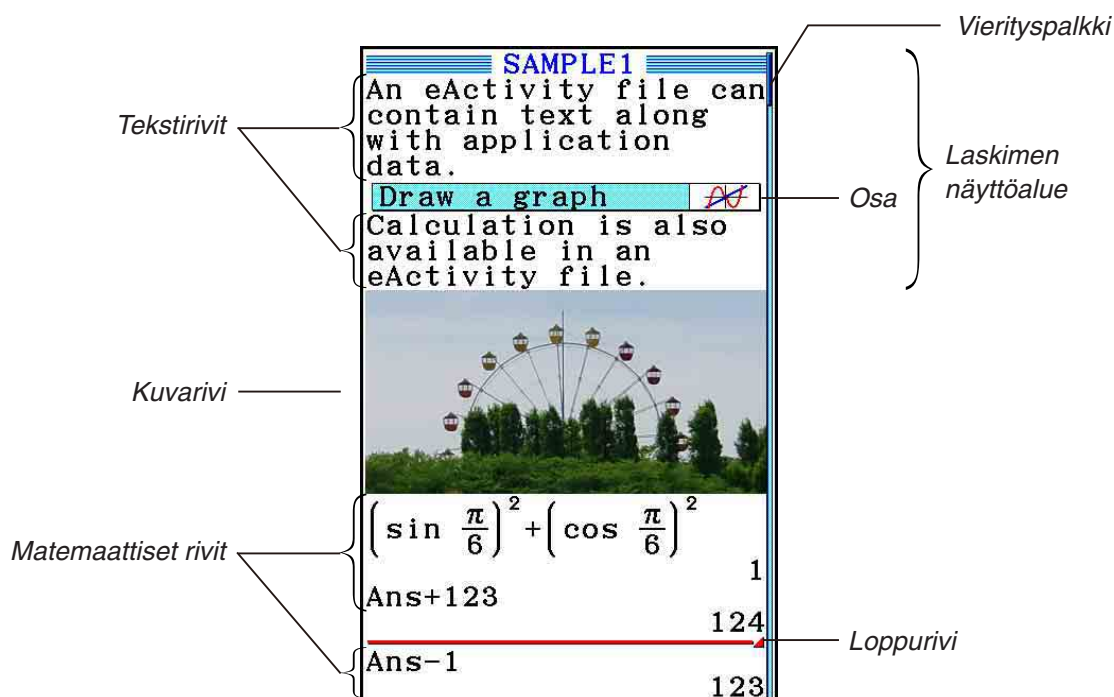 Vierityspalkki
SAMPLE1
An eActivity file can
contain text along
with application
data.
Tekstirivit
Laskimen
näyttöalue
Draw a graph
Osa
Calculation is also
available in an
eActivity file.
Kuvarivi
(sin π/6)²+(cos π/6)²
1
Matemaattiset rivit
Ans+123
124
Loppurivi
Ans−1
123